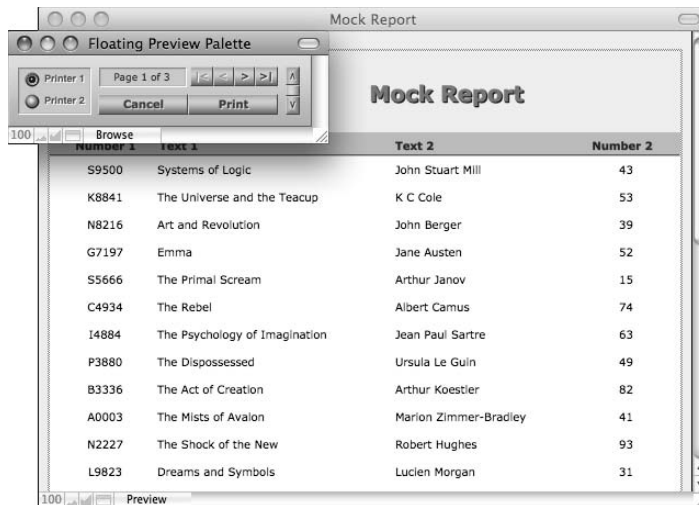 Mock Report
Floating Preview Palette
Printer 1
Page 1 of 3
|< < > >|
Printer 2
Cancel Print
100 Browse
Mock Report
Number 1 Text 1 Text 2 Number 2
S9500 Systems of Logic John Stuart Mill 43
K8841 The Universe and the Teacup K C Cole 53
N8216 Art and Revolution John Berger 39
G7197 Emma Jane Austen 52
S5666 The Primal Scream Arthur Janov 15
C4934 The Rebel Albert Camus 74
I4884 The Psychology of Imagination Jean Paul Sartre 63
P3880 The Dispossessed Ursula Le Guin 49
B3336 The Act of Creation Arthur Koestler 82
A0003 The Mists of Avalon Marion Zimmer-Bradley 41
N2227 The Shock of the New Robert Hughes 93
L9823 Dreams and Symbols Lucien Morgan 31
100 Preview